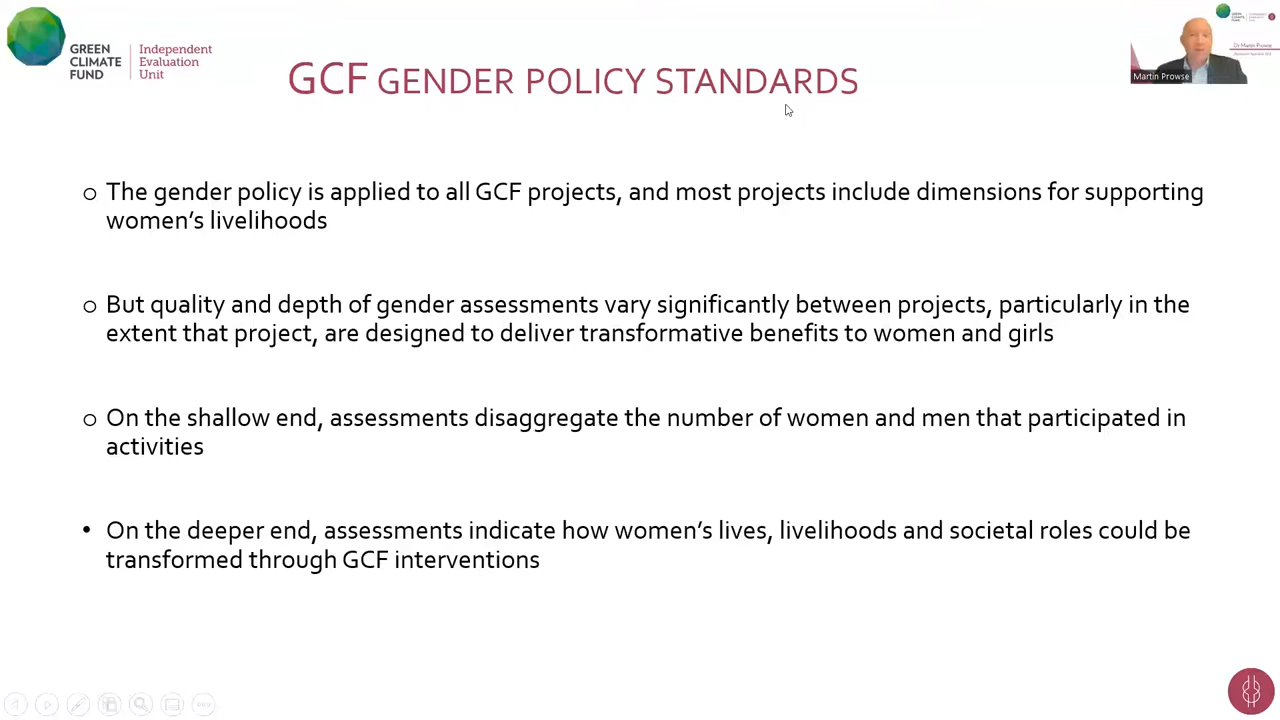 GREEN
CLIMATE
FUND
Independent
Evaluation
Unit
GCF GENDER POLICY STANDARDS
Martin Prowse
Dr Martin Prowse
o The gender policy is applied to all GCF projects, and most projects include dimensions for supporting
women’s livelihoods
o But quality and depth of gender assessments vary significantly between projects, particularly in the
extent that project, are designed to deliver transformative benefits to women and girls
o On the shallow end, assessments disaggregate the number of women and men that participated in
activities
• On the deeper end, assessments indicate how women’s lives, livelihoods and societal roles could be
transformed through GCF interventions